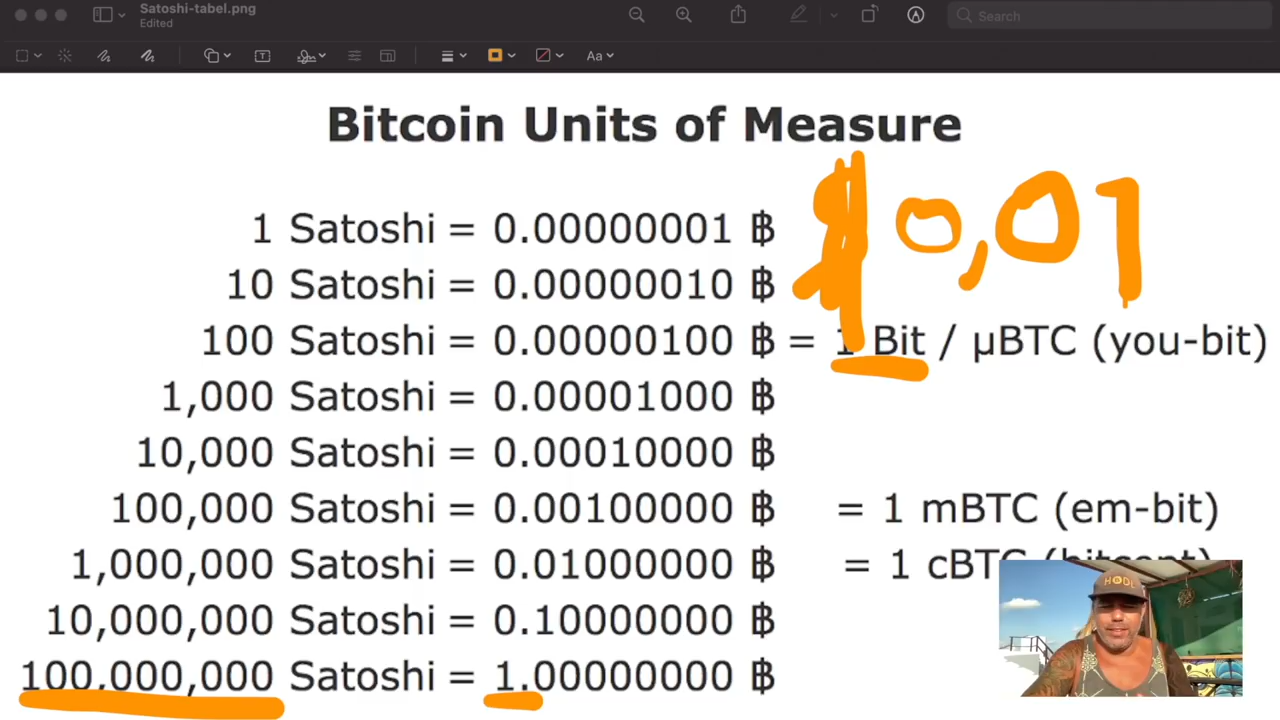 Satoshi-tabel.png
Edited
Search
Aa
Bitcoin Units of Measure
$0,01
1 Satoshi = 0.00000001 ฿
10 Satoshi = 0.00000010 ฿
100 Satoshi = 0.00000100 ฿ = 1 Bit / µBTC (you-bit)
1,000 Satoshi = 0.00001000 ฿
10,000 Satoshi = 0.00010000 ฿
100,000 Satoshi = 0.00100000 ฿ = 1 mBTC (em-bit)
1,000,000 Satoshi = 0.01000000 ฿ = 1 cBTC (bitcent)
10,000,000 Satoshi = 0.10000000 ฿
100,000,000 Satoshi = 1.00000000 ฿
HODL